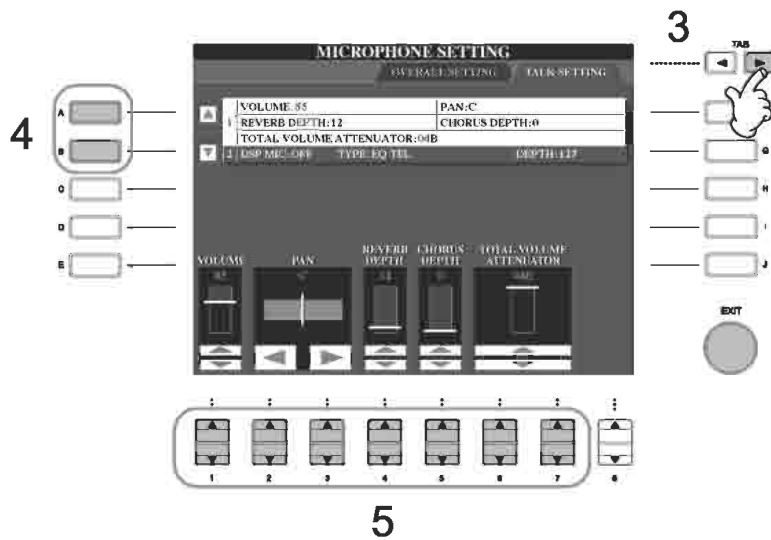 3
TAB
MICROPHONE SETTING
OVERALL SETTING TALK SETTING
4
A
B
C
D
E
VOLUME:85 PAN:C
1 REVERB DEPTH:12 CHORUS DEPTH:0
TOTAL VOLUME ATTENUATOR:0dB
2 DSP MIC:OFF TYPE:EQ TEL DEPTH:127
G
H
I
J
VOLUME PAN REVERB DEPTH CHORUS DEPTH TOTAL VOLUME ATTENUATOR
EXIT
1 2 3 4 5 6 7 8
5